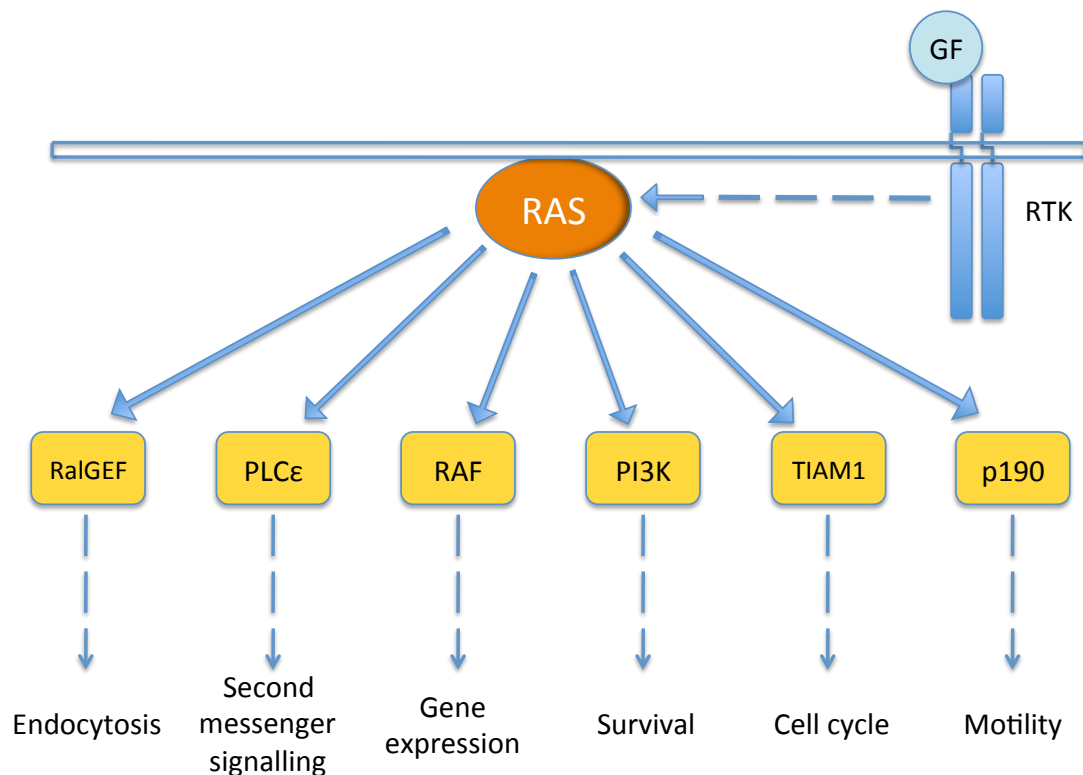 GF
RAS
RTK
RalGEF
PLCε
RAF
PI3K
TIAM1
p190
Endocytosis
Second
messenger
signalling
Gene
expression
Survival
Cell cycle
Motility